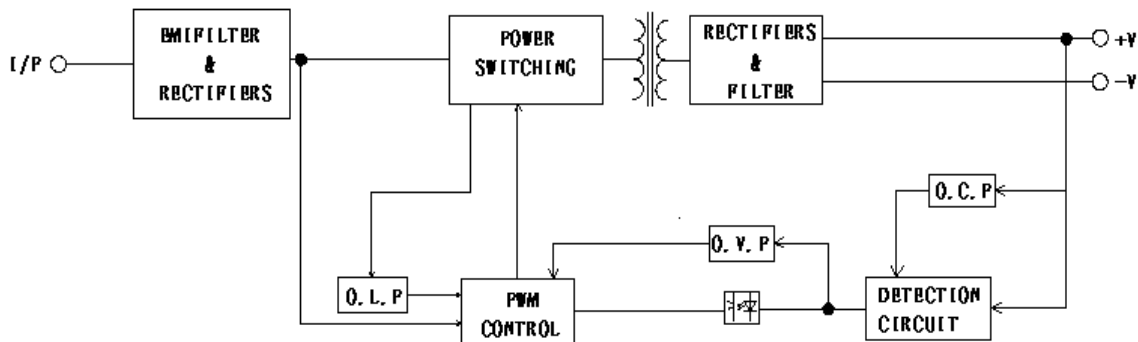 I/P
EMIFILTER
&
RECTIFIERS
POWER
SWITCHING
RECTIFIERS
&
FILTER
+V
-V
O.C.P
O.V.P
O.L.P
PWM
CONTROL
DETECTION
CIRCUIT